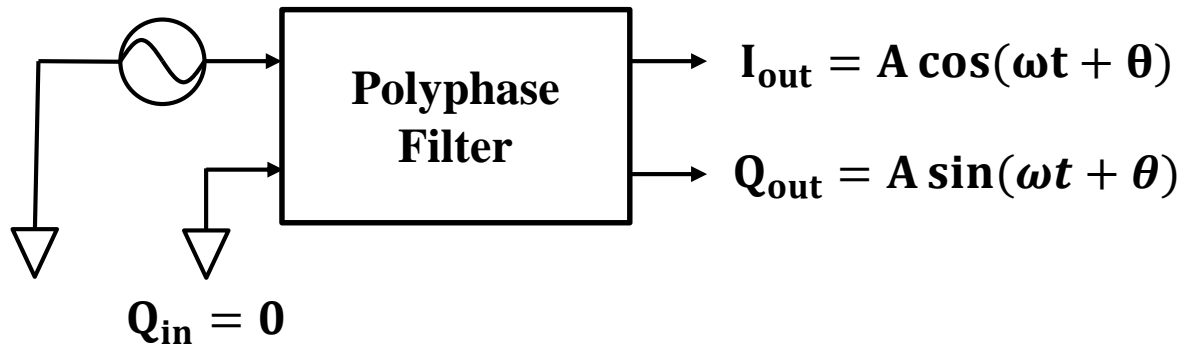 Polyphase
Filter
I_out = A cos(ωt + θ)
Q_out = A sin(ωt + θ)
Q_in = 0